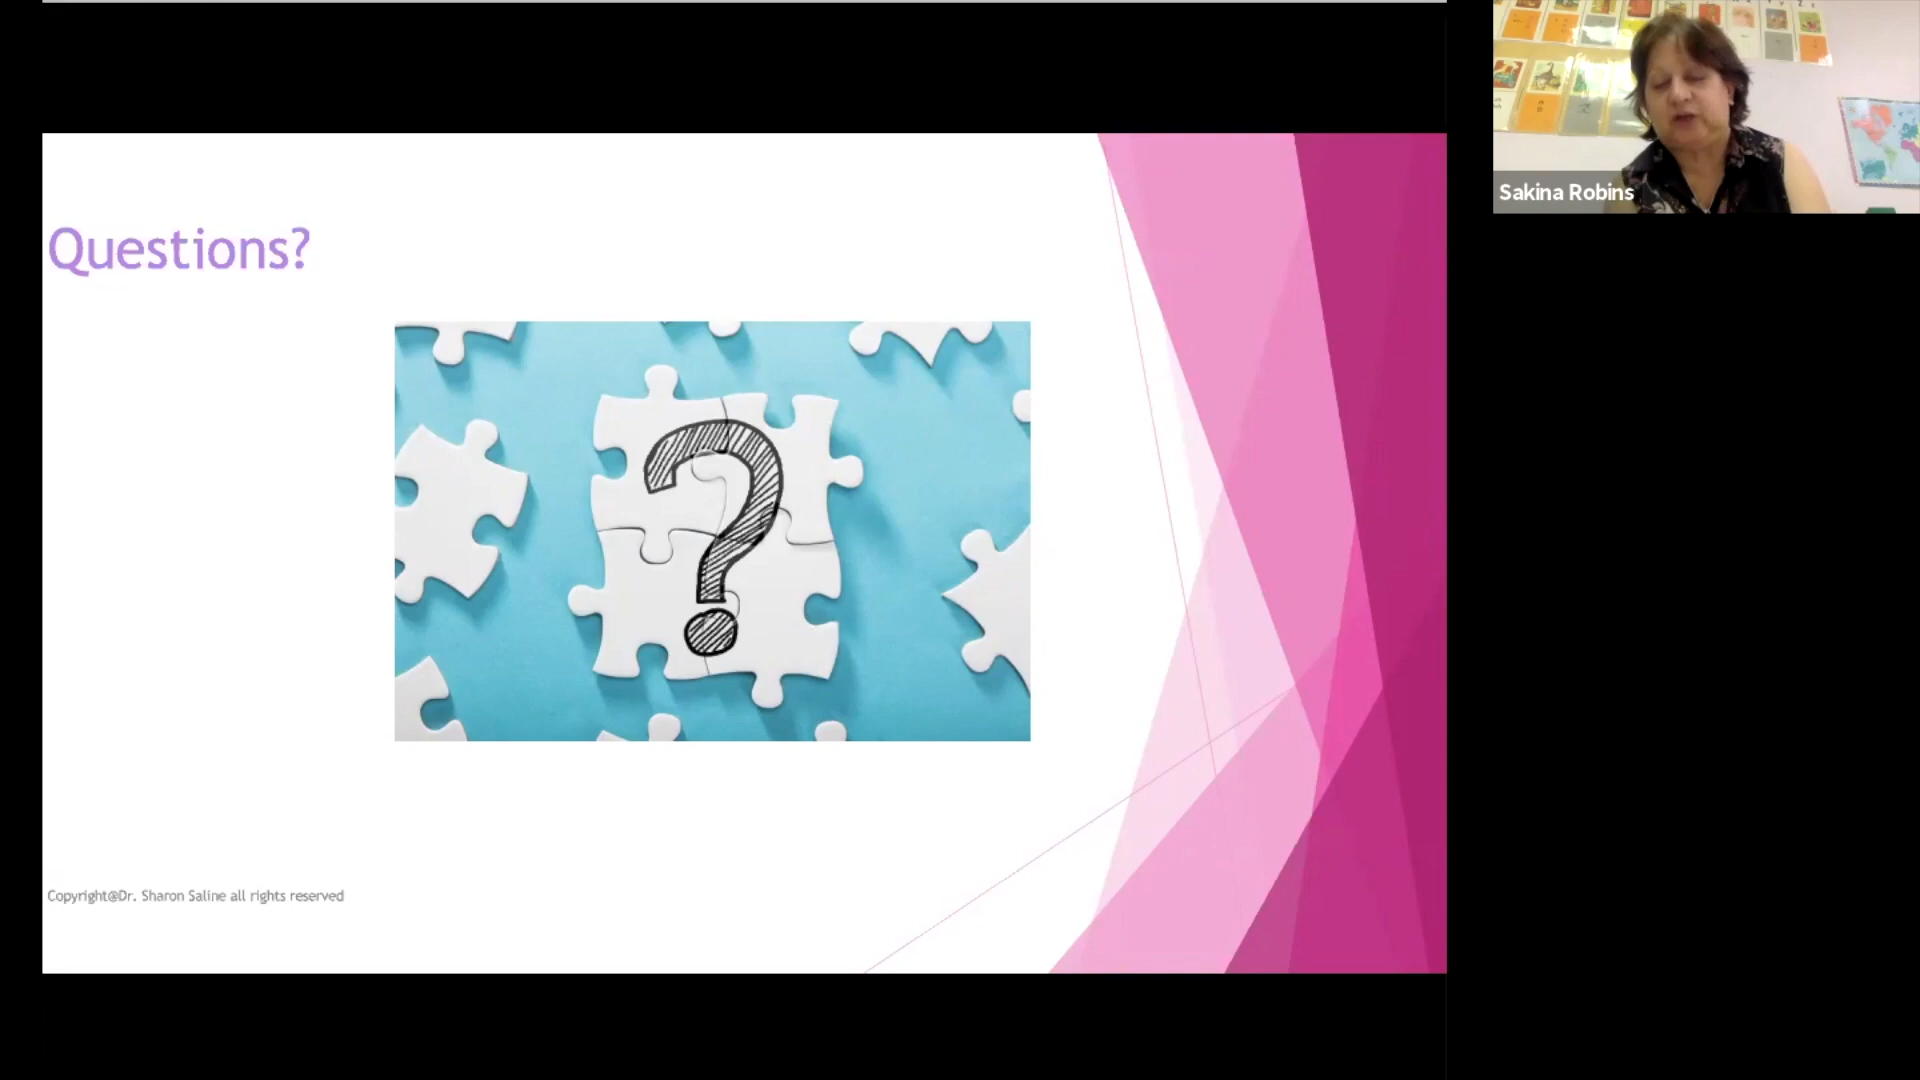 Questions?
?
Copyright@Dr. Sharon Saline all rights reserved
Sakina Robins